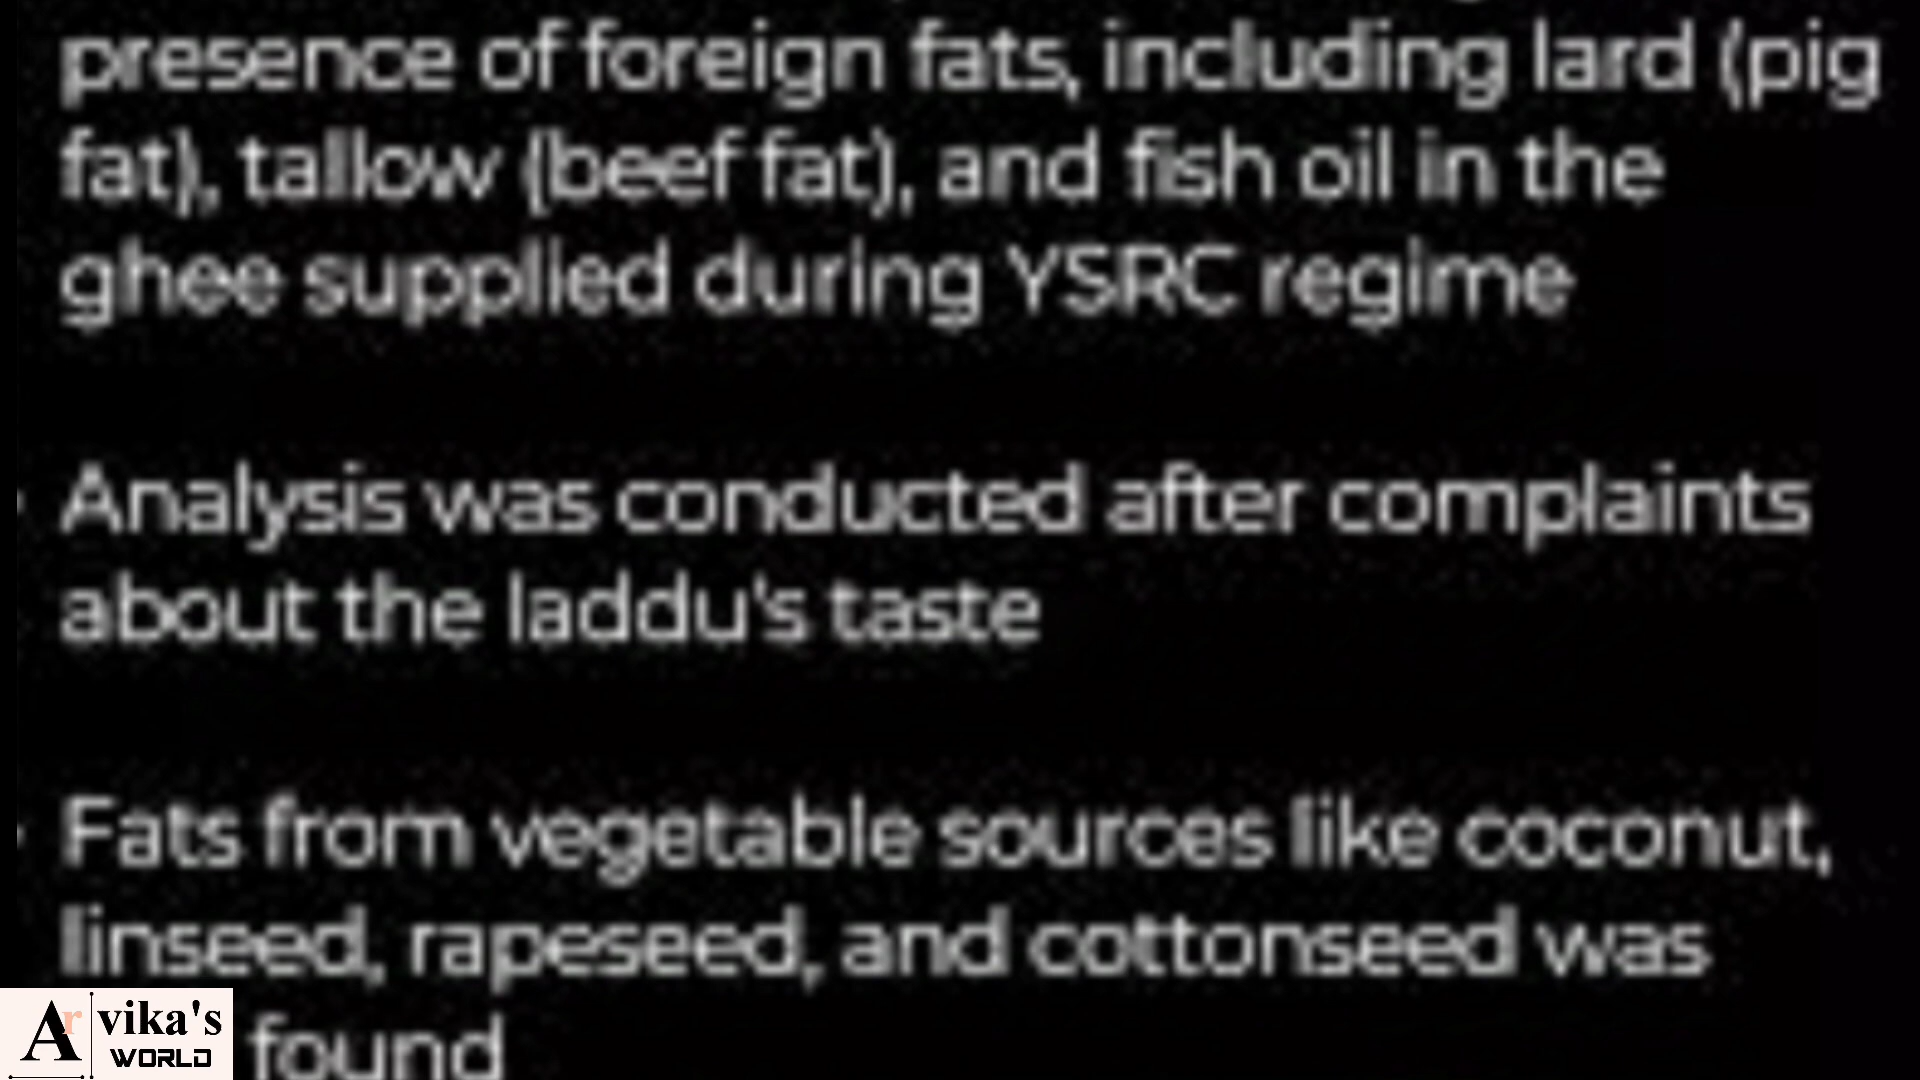 presence of foreign fats, including lard (pig
fat), tallow (beef fat), and fish oil in the
ghee supplied during YSRC regime
Analysis was conducted after complaints
about the laddu's taste
Fats from vegetable sources like coconut,
linseed, rapeseed, and cottonseed was
found
Arvika's
WORLD